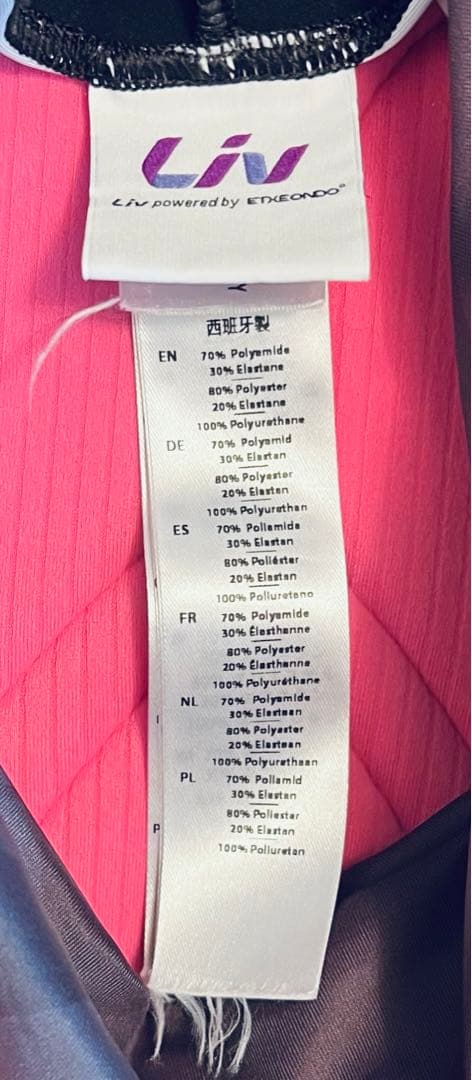 Liv
Liv powered by ETXEONDO
Y
西班牙製
EN 70% Polyamide
30% Elastane
80% Polyester
20% Elastane
100% Polyurethane
DE 70% Polyamid
30% Elastan
80% Polyester
20% Elastan
100% Polyurethan
ES 70% Poliamida
30% Elastan
80% Poliéster
20% Elastan
100% Poliuretano
FR 70% Polyamide
30% Élasthanne
80% Polyester
20% Élasthanne
100% Polyuréthane
NL 70% Polyamide
30% Elastaan
80% Polyester
20% Elastaan
100% Polyurethaan
PL 70% Poliamid
30% Elastan
80% Poliestar
20% Elastan
100% Poliuretan
P